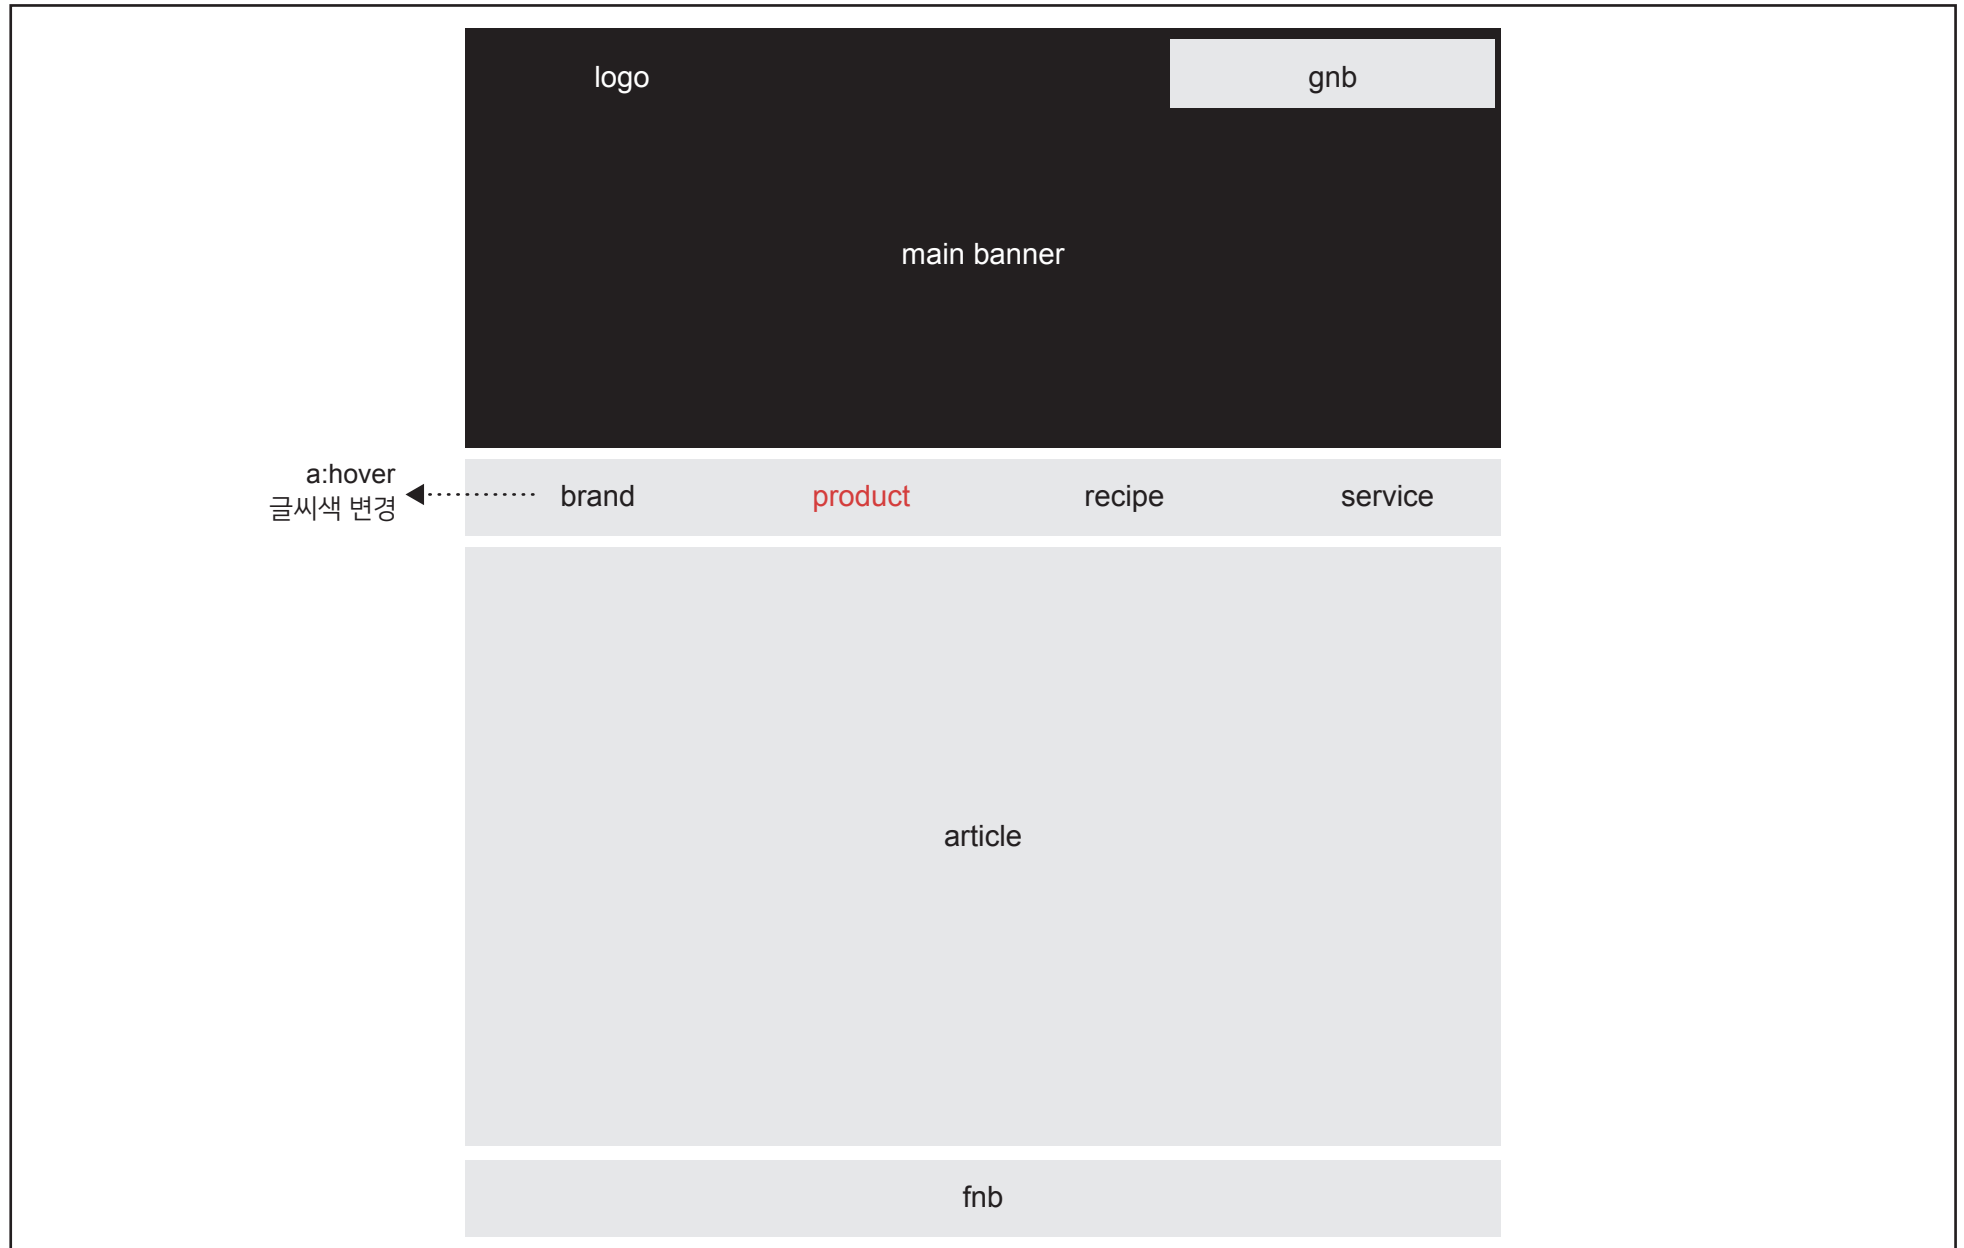 logo
gnb
main banner
a:hover
글씨색 변경
brand
product
recipe
service
article
fnb